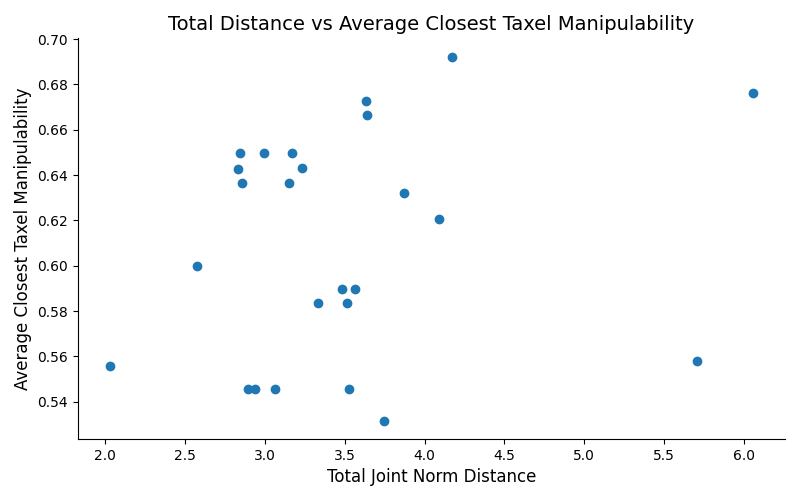 Total Distance vs Average Closest Taxel Manipulability
Average Closest Taxel Manipulability
0.70
0.68
0.66
0.64
0.62
0.60
0.58
0.56
0.54
2.0 2.5 3.0 3.5 4.0 4.5 5.0 5.5 6.0
Total Joint Norm Distance